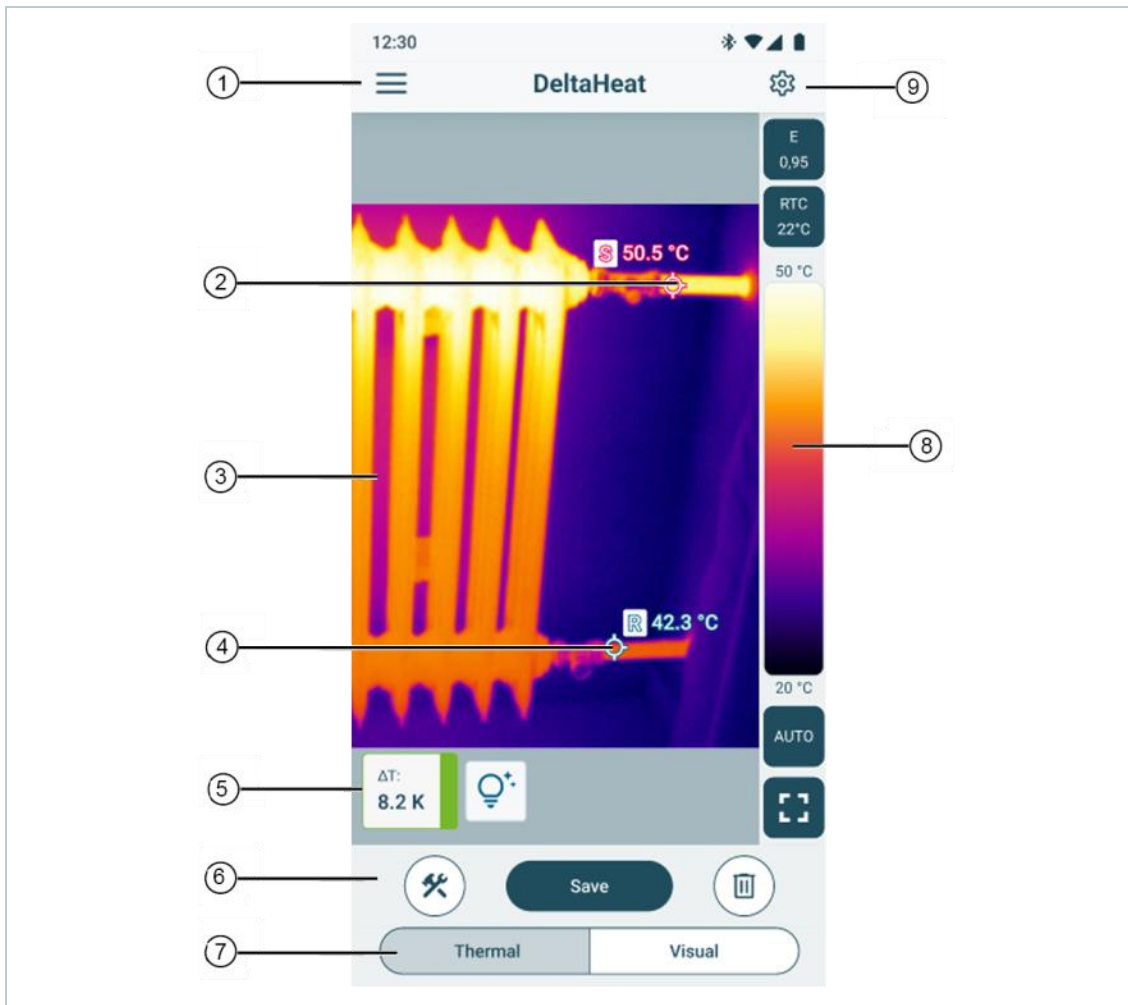 12:30
1
DeltaHeat
9
E
0,95
RTC
22°C
S 50.5 °C
50 °C
2
8
3
R 42.3 °C
4
20 °C
AUTO
ΔT:
8.2 K
5
6
Save
7
Thermal
Visual